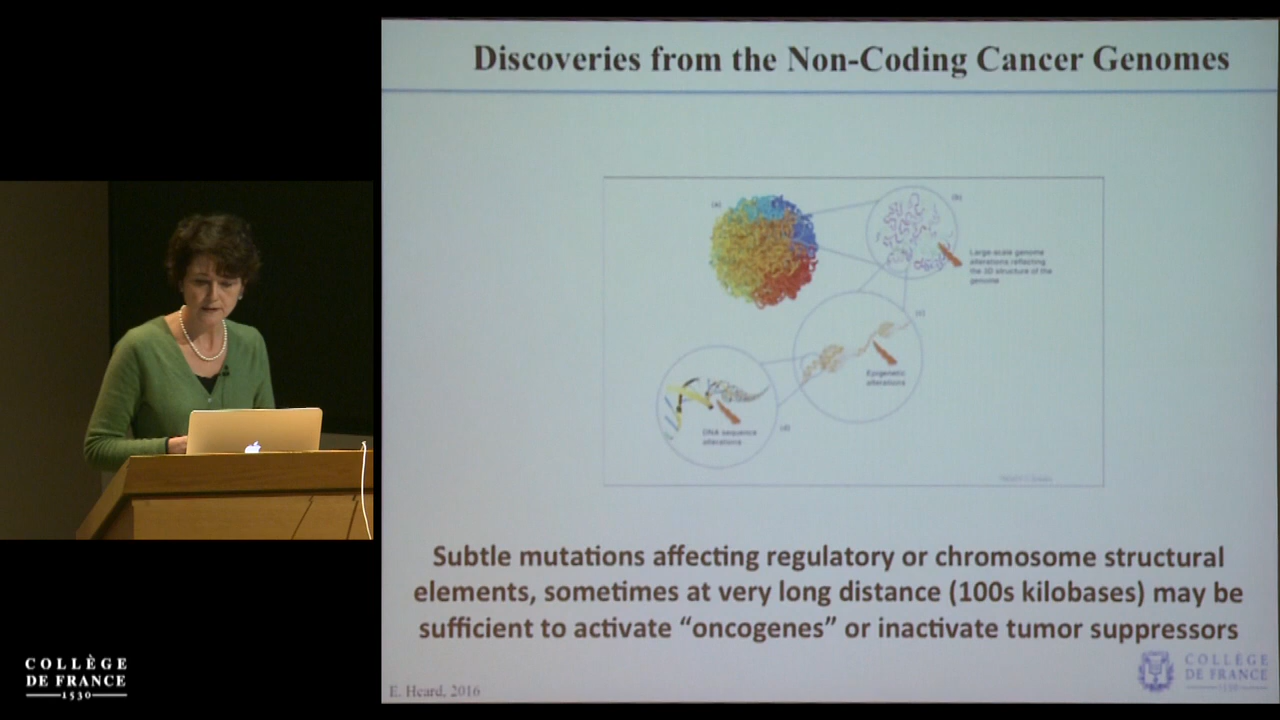 Discoveries from the Non-Coding Cancer Genomes
(a)
(b)
Large-scale genome
alterations reflecting
the 3D structure of the
genome
(c)
Epigenetic
alterations
DNA sequence
alterations
(d)
Subtle mutations affecting regulatory or chromosome structural
elements, sometimes at very long distance (100s kilobases) may be
sufficient to activate “oncogenes” or inactivate tumor suppressors
E. Heard, 2016
COLLÈGE
DE FRANCE
1530
COLLÈGE
DE FRANCE
1530